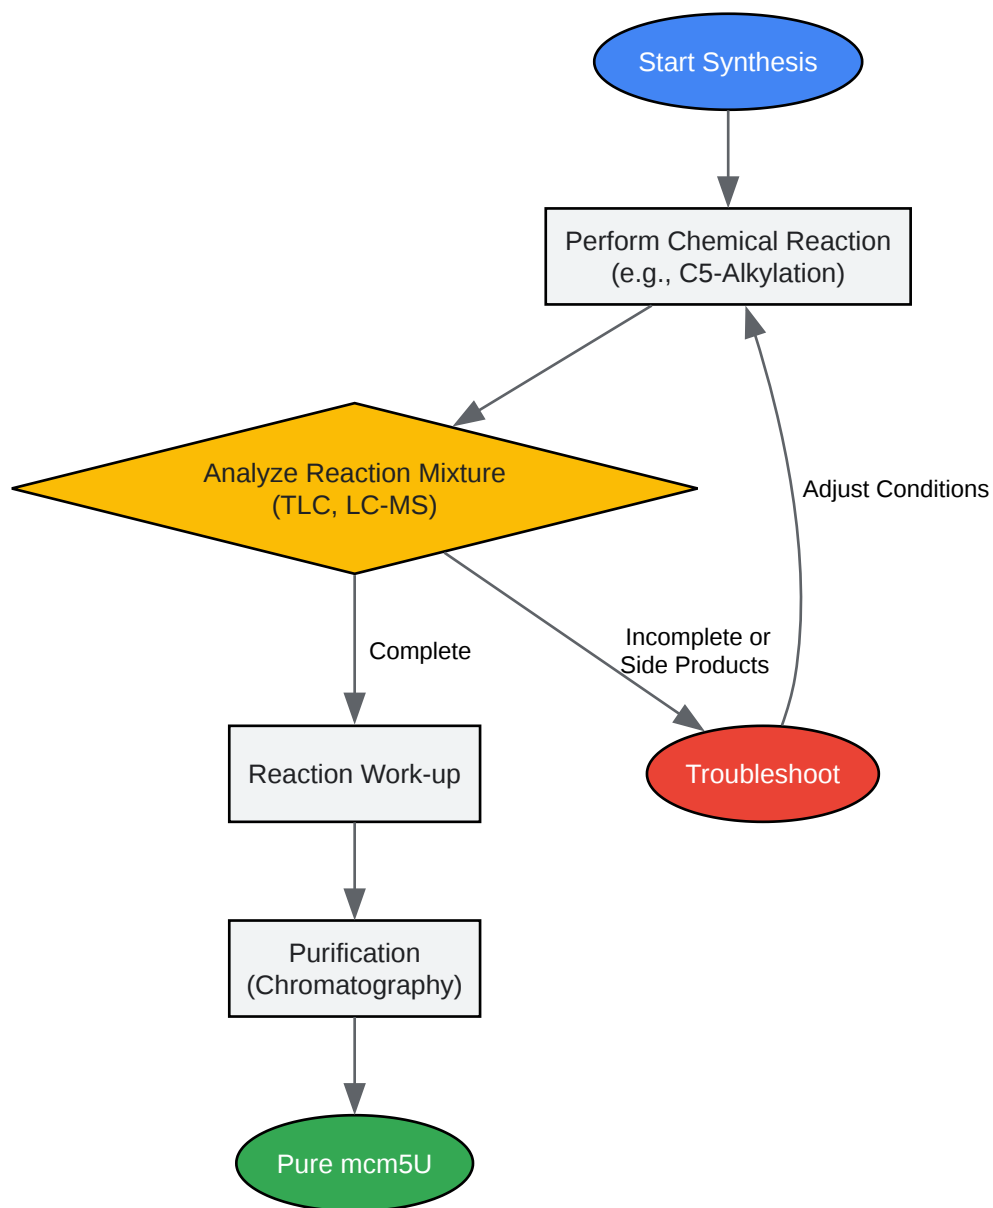 Start Synthesis
Perform Chemical Reaction
(e.g., C5-Alkylation)
Analyze Reaction Mixture
(TLC, LC-MS)
Adjust Conditions
Complete
Incomplete or
Side Products
Reaction Work-up
Troubleshoot
Purification
(Chromatography)
Pure mcm5U